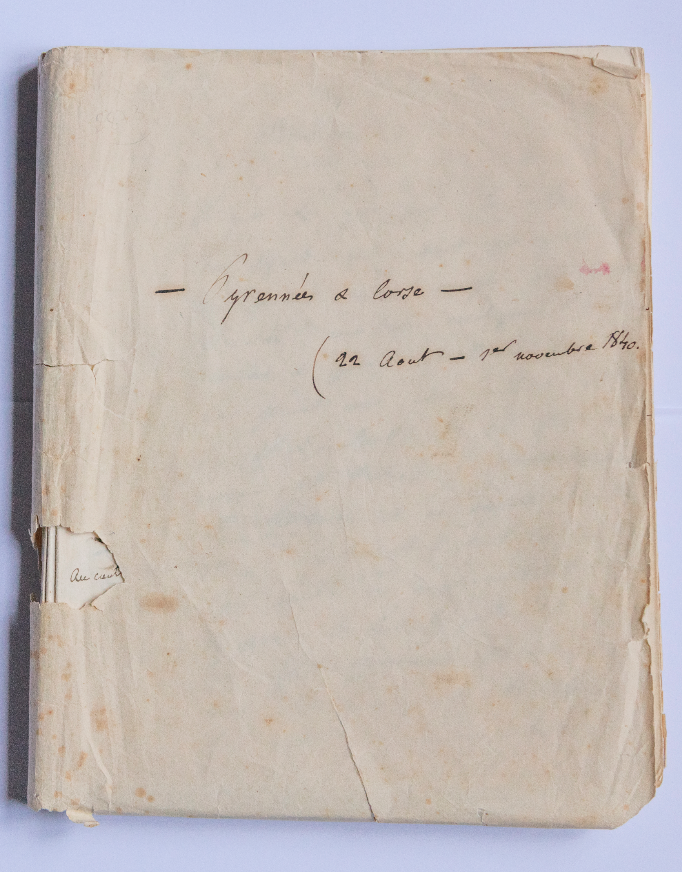 — Pyrennées & Corse —
(22 Aout — 1er novembre 1840.